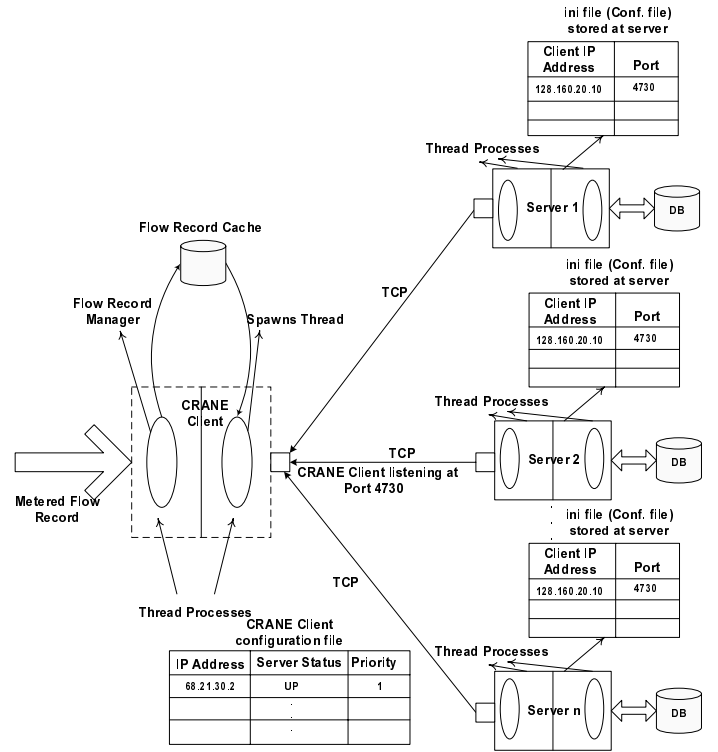 ini file (Conf. file)
stored at server
Client IP
Address
Port
128.160.20.10
4730
Thread Processes
Server 1
DB
Flow Record Cache
TCP
Flow Record
Manager
Spawns Thread
ini file (Conf. file)
stored at server
Client IP
Address
Port
128.160.20.10
4730
Thread Processes
CRANE
Client
TCP
Server 2
DB
CRANE Client listening at
Port 4730
Metered Flow
Record
ini file (Conf. file)
stored at server
Client IP
Address
Port
128.160.20.10
4730
TCP
Thread Processes
CRANE Client
configuration file
Thread Processes
IP Address
Server Status
Priority
68.21.30.2
UP
1
Server n
DB